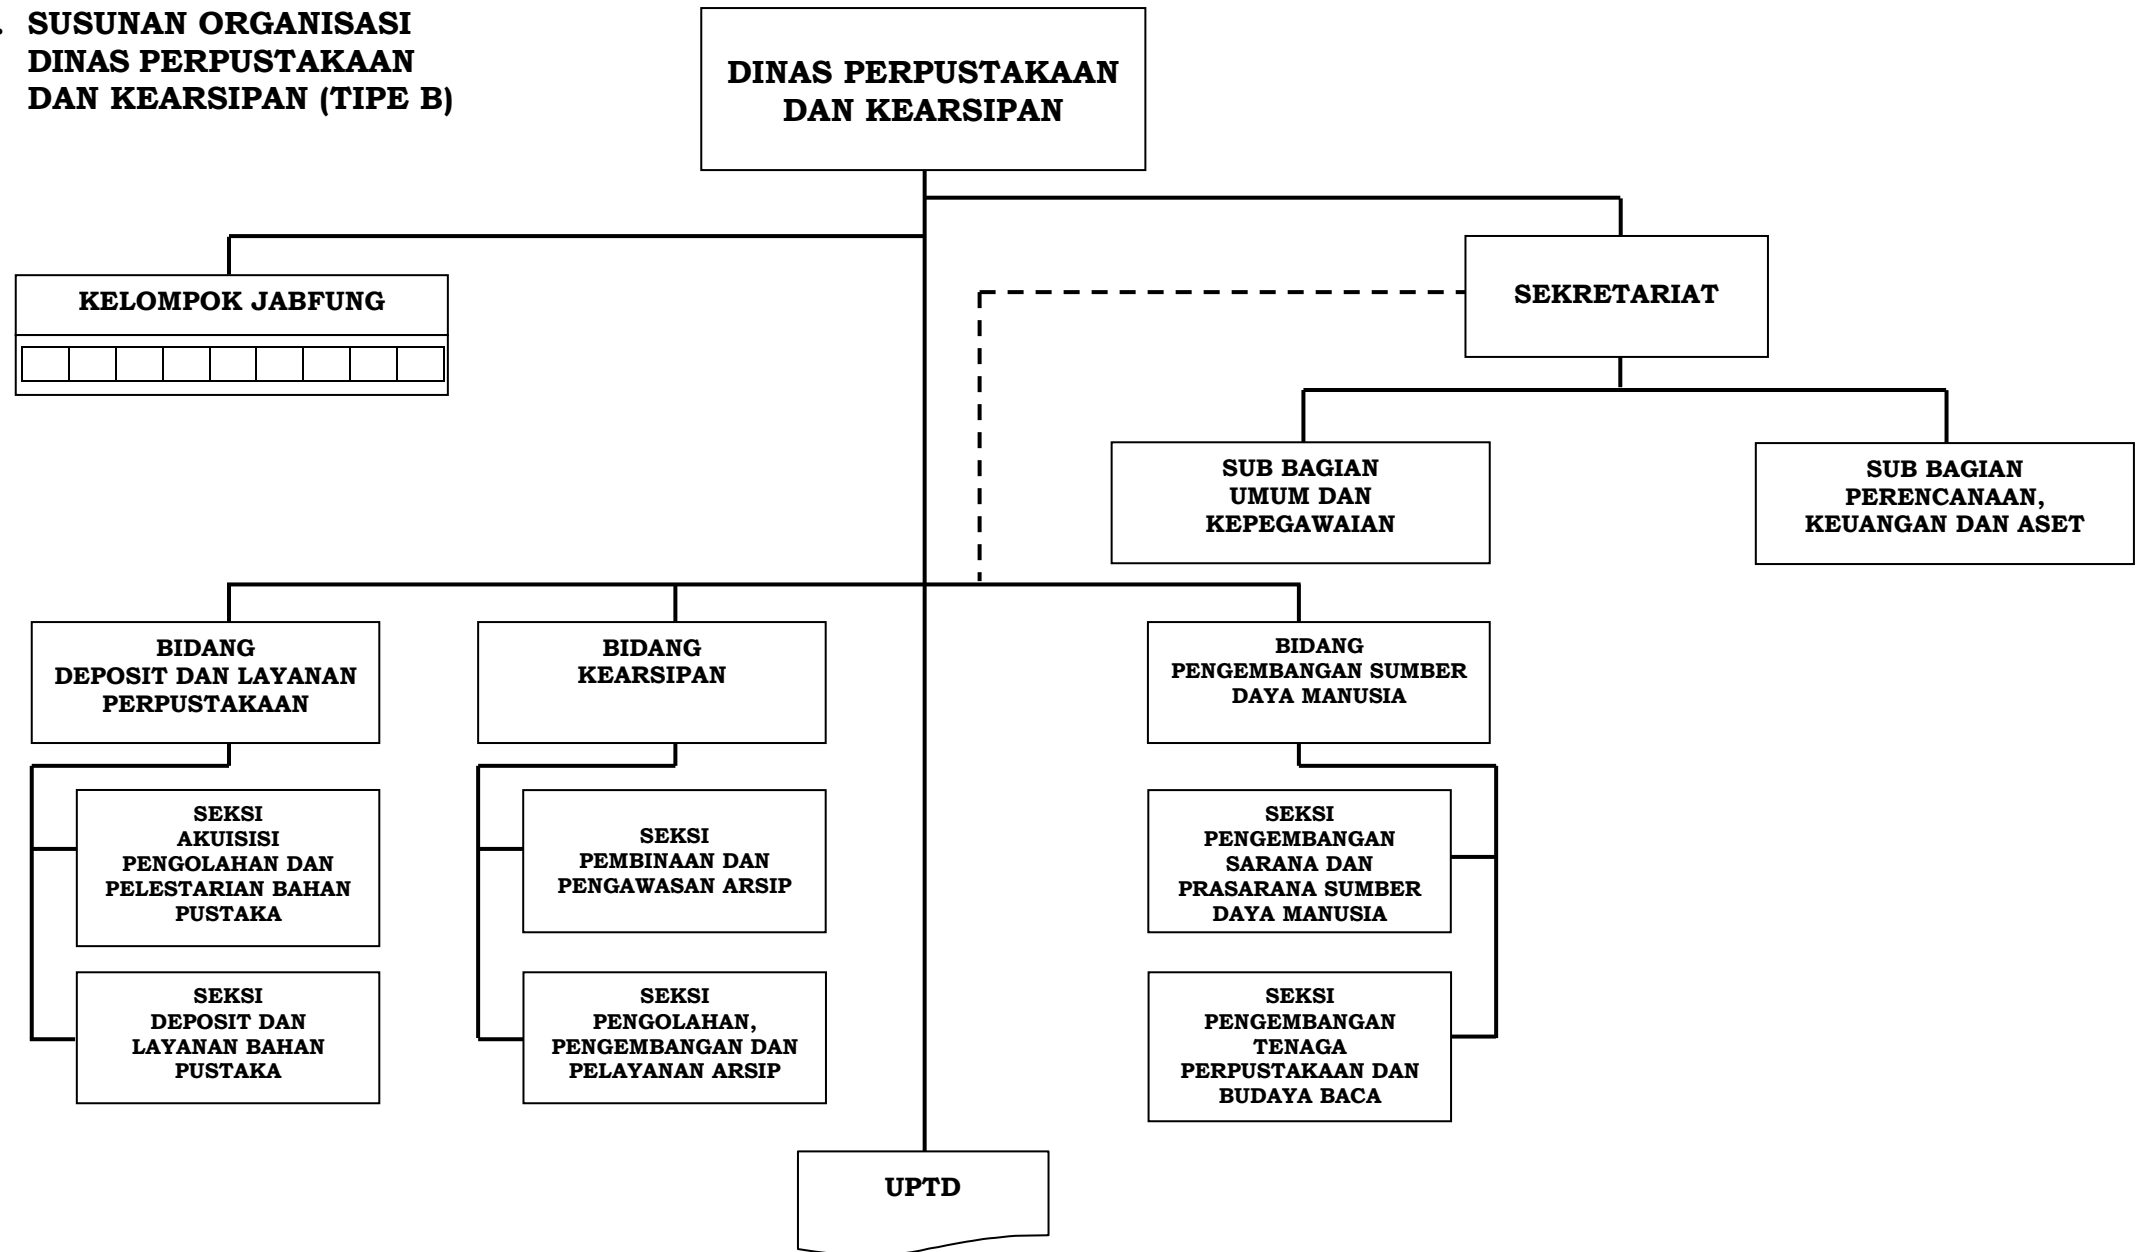 . SUSUNAN ORGANISASI
DINAS PERPUSTAKAAN
DAN KEARSIPAN (TIPE B)
DINAS PERPUSTAKAAN
DAN KEARSIPAN
KELOMPOK JABFUNG
SEKRETARIAT
SUB BAGIAN
UMUM DAN
KEPEGAWAIAN
SUB BAGIAN
PERENCANAAN,
KEUANGAN DAN ASET
BIDANG
DEPOSIT DAN LAYANAN
PERPUSTAKAAN
BIDANG
KEARSIPAN
BIDANG
PENGEMBANGAN SUMBER
DAYA MANUSIA
SEKSI
AKUISISI
PENGOLAHAN DAN
PELESTARIAN BAHAN
PUSTAKA
SEKSI
PEMBINAAN DAN
PENGAWASAN ARSIP
SEKSI
PENGEMBANGAN
SARANA DAN
PRASARANA SUMBER
DAYA MANUSIA
SEKSI
DEPOSIT DAN
LAYANAN BAHAN
PUSTAKA
SEKSI
PENGOLAHAN,
PENGEMBANGAN DAN
PELAYANAN ARSIP
SEKSI
PENGEMBANGAN
TENAGA
PERPUSTAKAAN DAN
BUDAYA BACA
UPTD